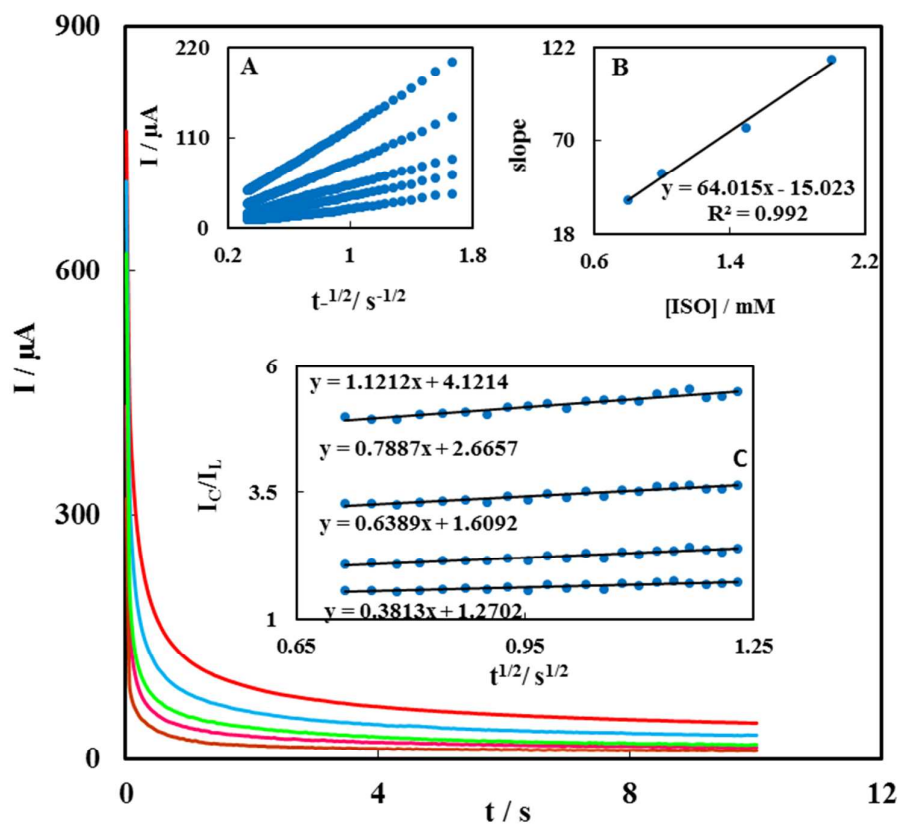 900
600
300
0
I / µA
0
4
8
12
t / s
A
220
110
0
I / µA
0.2
1
1.8
t-1/2/ s-1/2
B
122
70
18
slope
y = 64.015x - 15.023
R² = 0.992
0.6
1.4
2.2
[ISO] / mM
6
3.5
1
IC/IL
y = 1.1212x + 4.1214
y = 0.7887x + 2.6657
C
y = 0.6389x + 1.6092
y = 0.3813x + 1.2702
0.65
0.95
1.25
t1/2/ s1/2